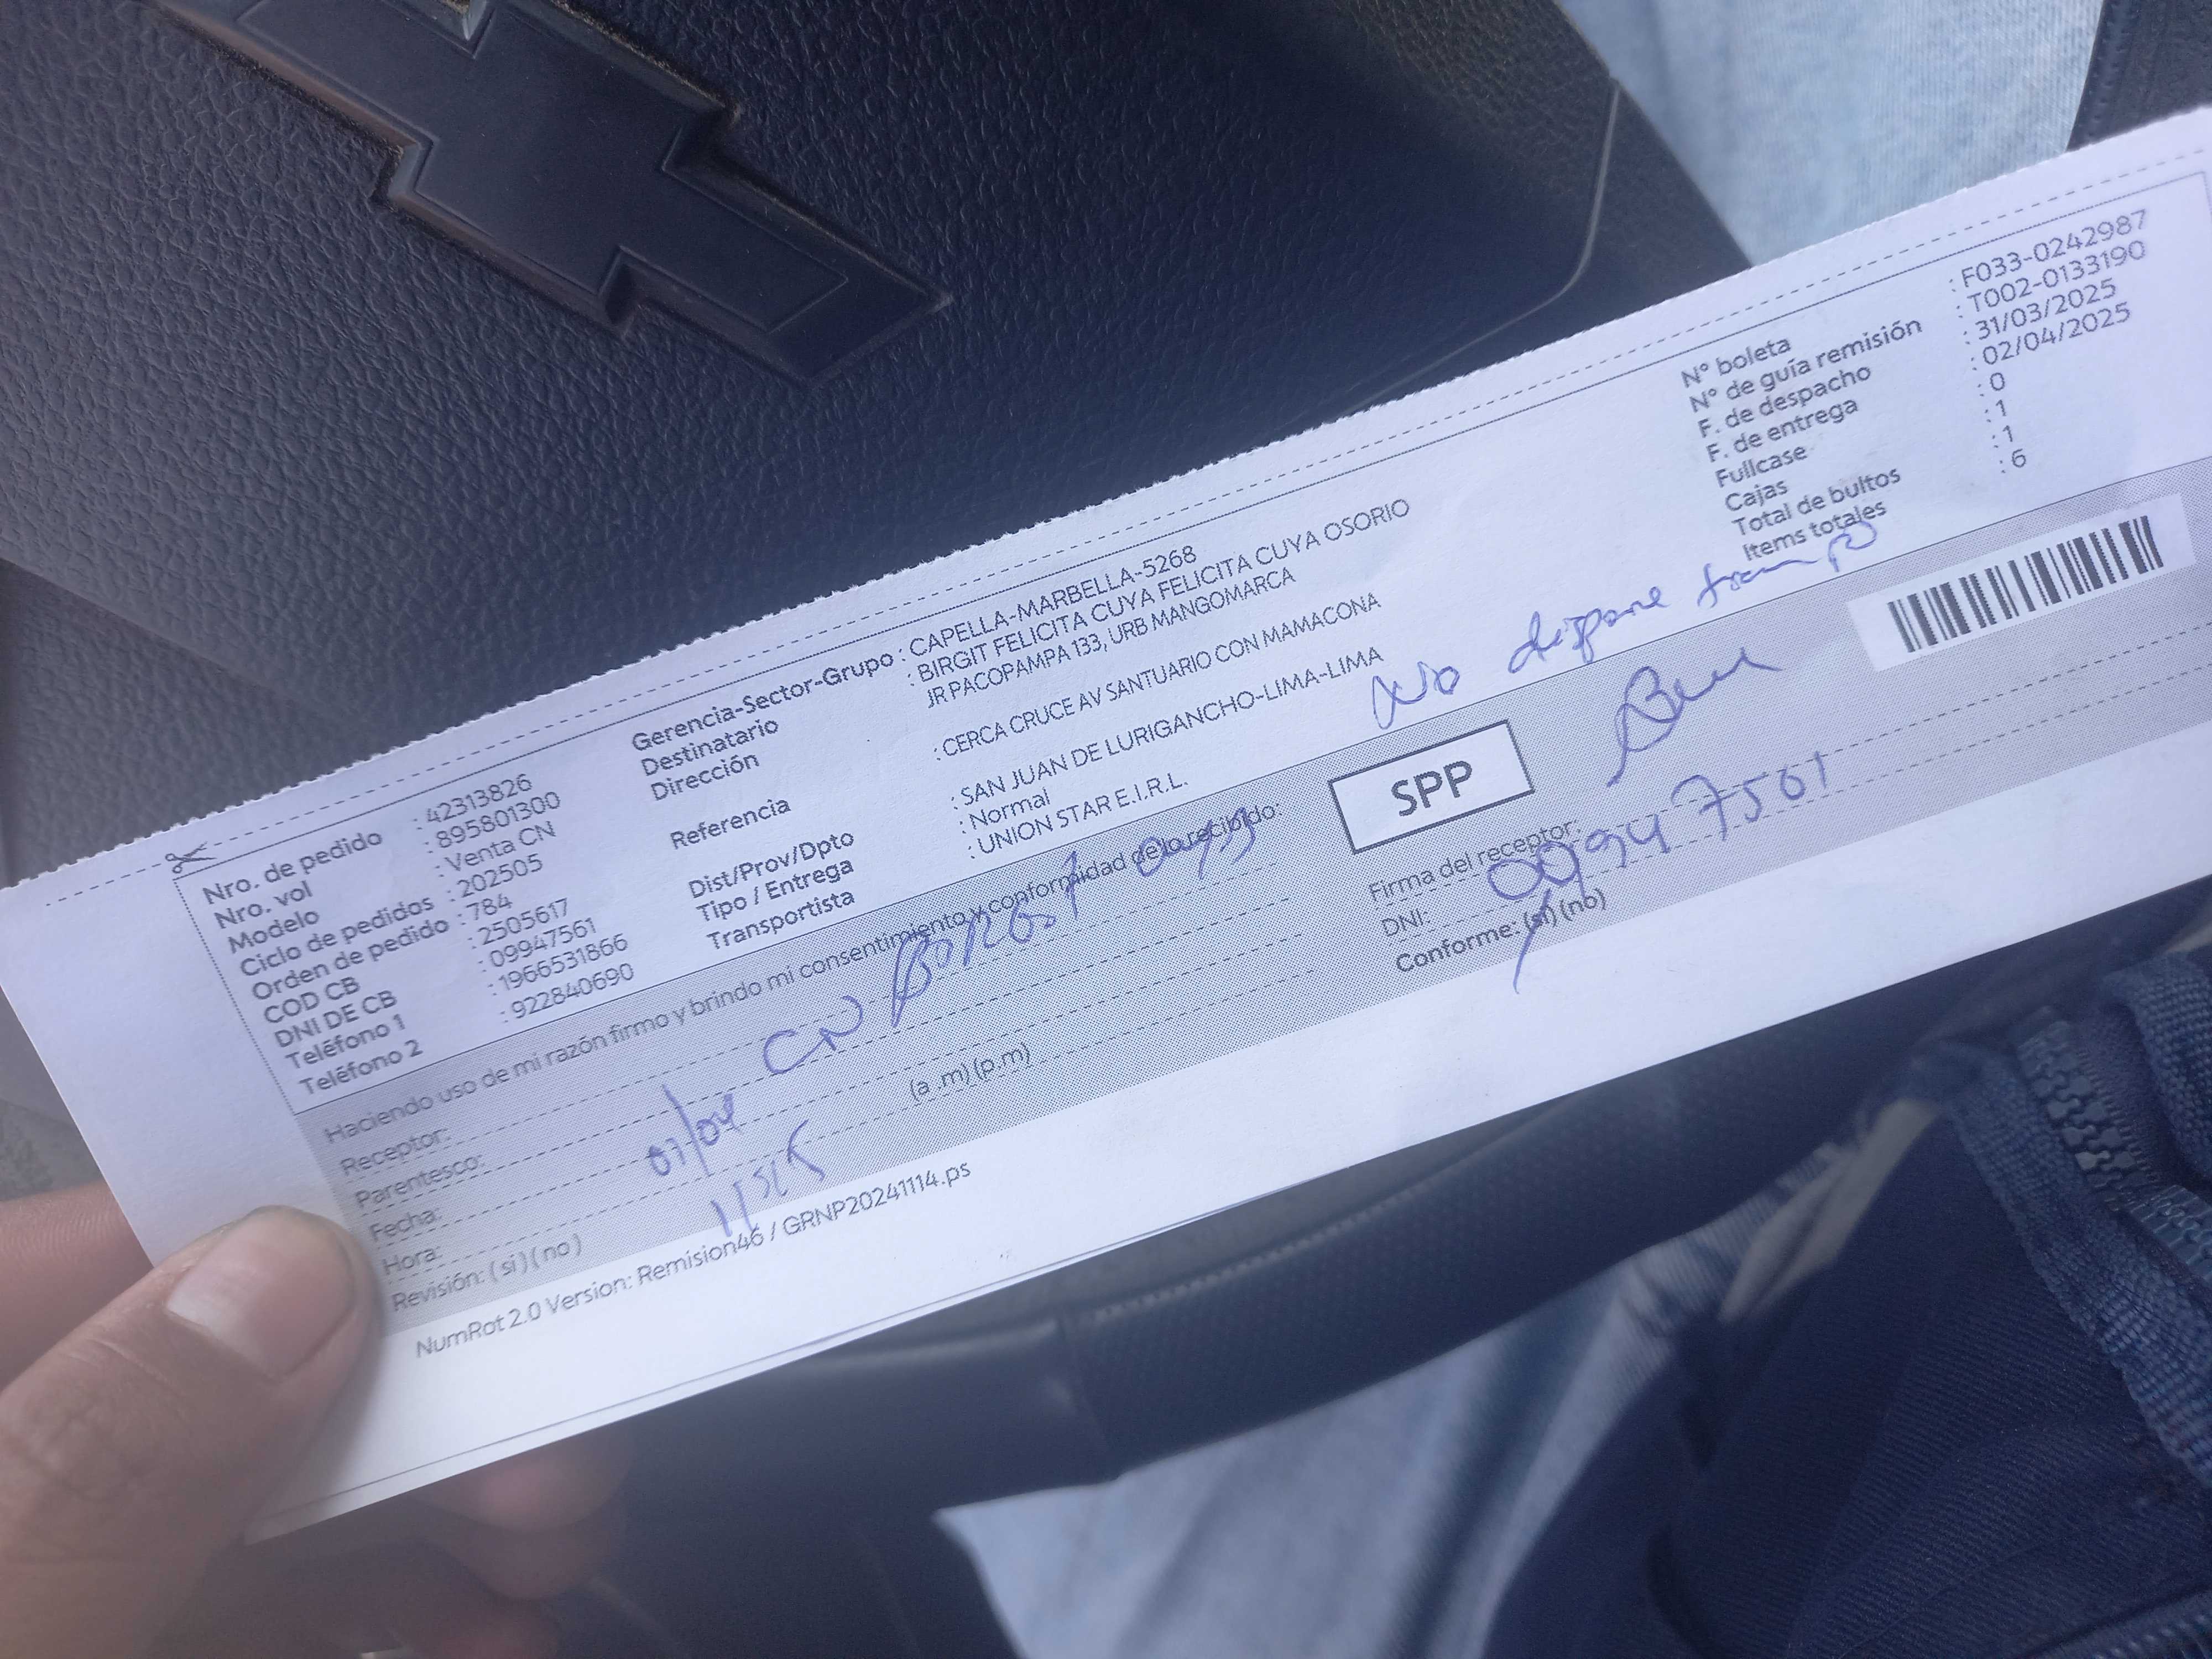 Nro. de pedido : 42313826
Nro. vol : 895801300
Modelo : Venta CN
Ciclo de pedidos : 202505
Orden de pedido : 784
COD CB : 2505617
DNI DE CB : 09947561
Teléfono 1 : 1966531866
Teléfono 2 : 922840690
Gerencia-Sector-Grupo : CAPELLA-MARBELLA-5268
Destinatario : BIRGIT FELICITA CUYA FELICITA CUYA OSORIO
Dirección JR PACOPAMPA 133, URB MANGOMARCA
Referencia : CERCA CRUCE AV SANTUARIO CON MAMACONA
Dist/Prov/Dpto : SAN JUAN DE LURIGANCHO-LIMA-LIMA
Tipo / Entrega : Normal
Transportista : UNION STAR E.I.R.L.
N° boleta : F033-0242987
N° de guía remisión : T002-0133190
F. de despacho : 31/03/2025
F. de entrega : 02/04/2025
Fullcase : 0
Cajas : 1
Total de bultos : 1
Items totales : 6
No dispone
Haciendo uso de mi razón firmo y brindo mi consentimiento y conformidad de lo recibido:
SPP
Receptor:
Parentesco: CN
Fecha: 01/04
Hora: (a .m) (p.m)
Revisión: ( si ) ( no )
Firma del receptor:
DNI: 09947501
Conforme: (si) (no)
NumRot 2.0 Version: Remision46 / GRNP20241114.ps